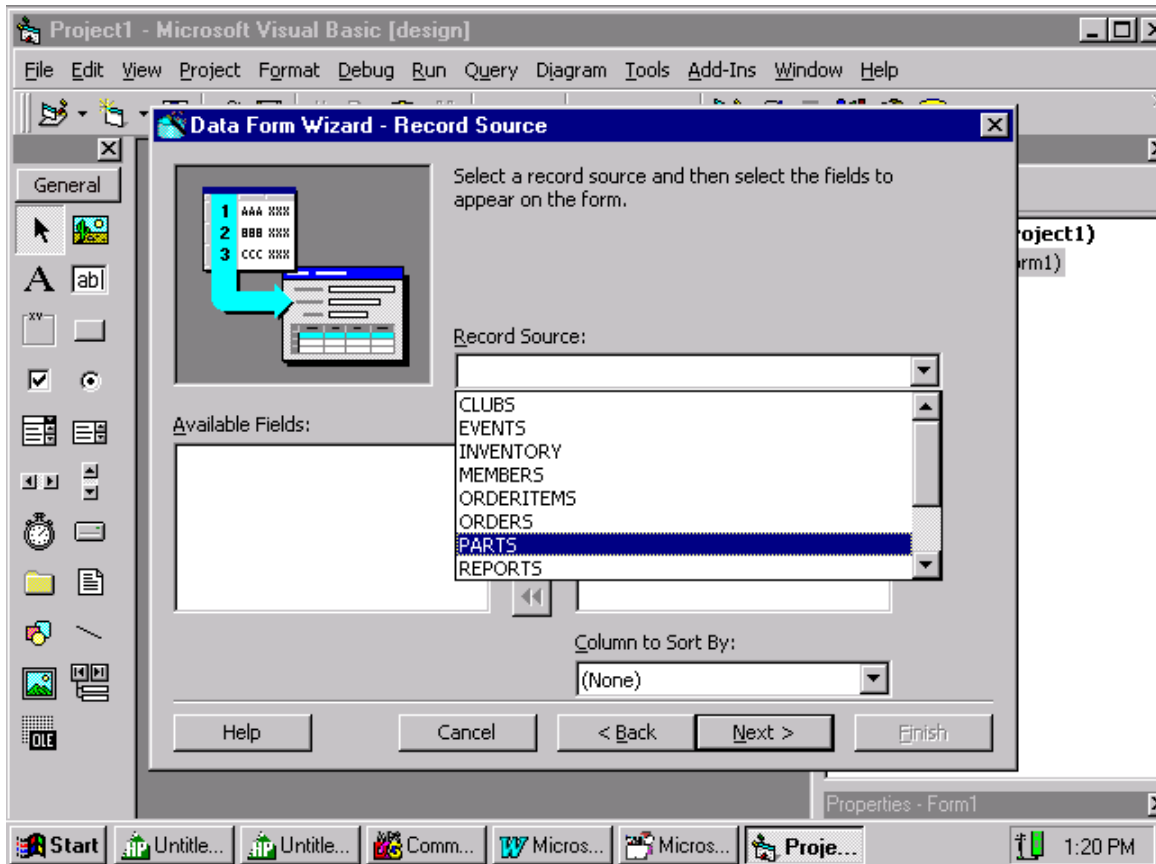 Project1 - Microsoft Visual Basic [design]
File Edit View Project Format Debug Run Query Diagram Tools Add-Ins Window Help
Data Form Wizard - Record Source
General
Select a record source and then select the fields to
appear on the form.
1 AAA XXX
2 BBB XXX
3 CCC XXX
oject1)
rm1)
A ab|
XY
Record Source:
CLUBS
EVENTS
INVENTORY
MEMBERS
ORDERITEMS
ORDERS
PARTS
REPORTS
Available Fields:
Column to Sort By:
(None)
OLE
Help Cancel < Back Next > Finish
Properties - Form1
Start Untitle... Untitle... Comm... Micros... Micros... Proje... 1:20 PM